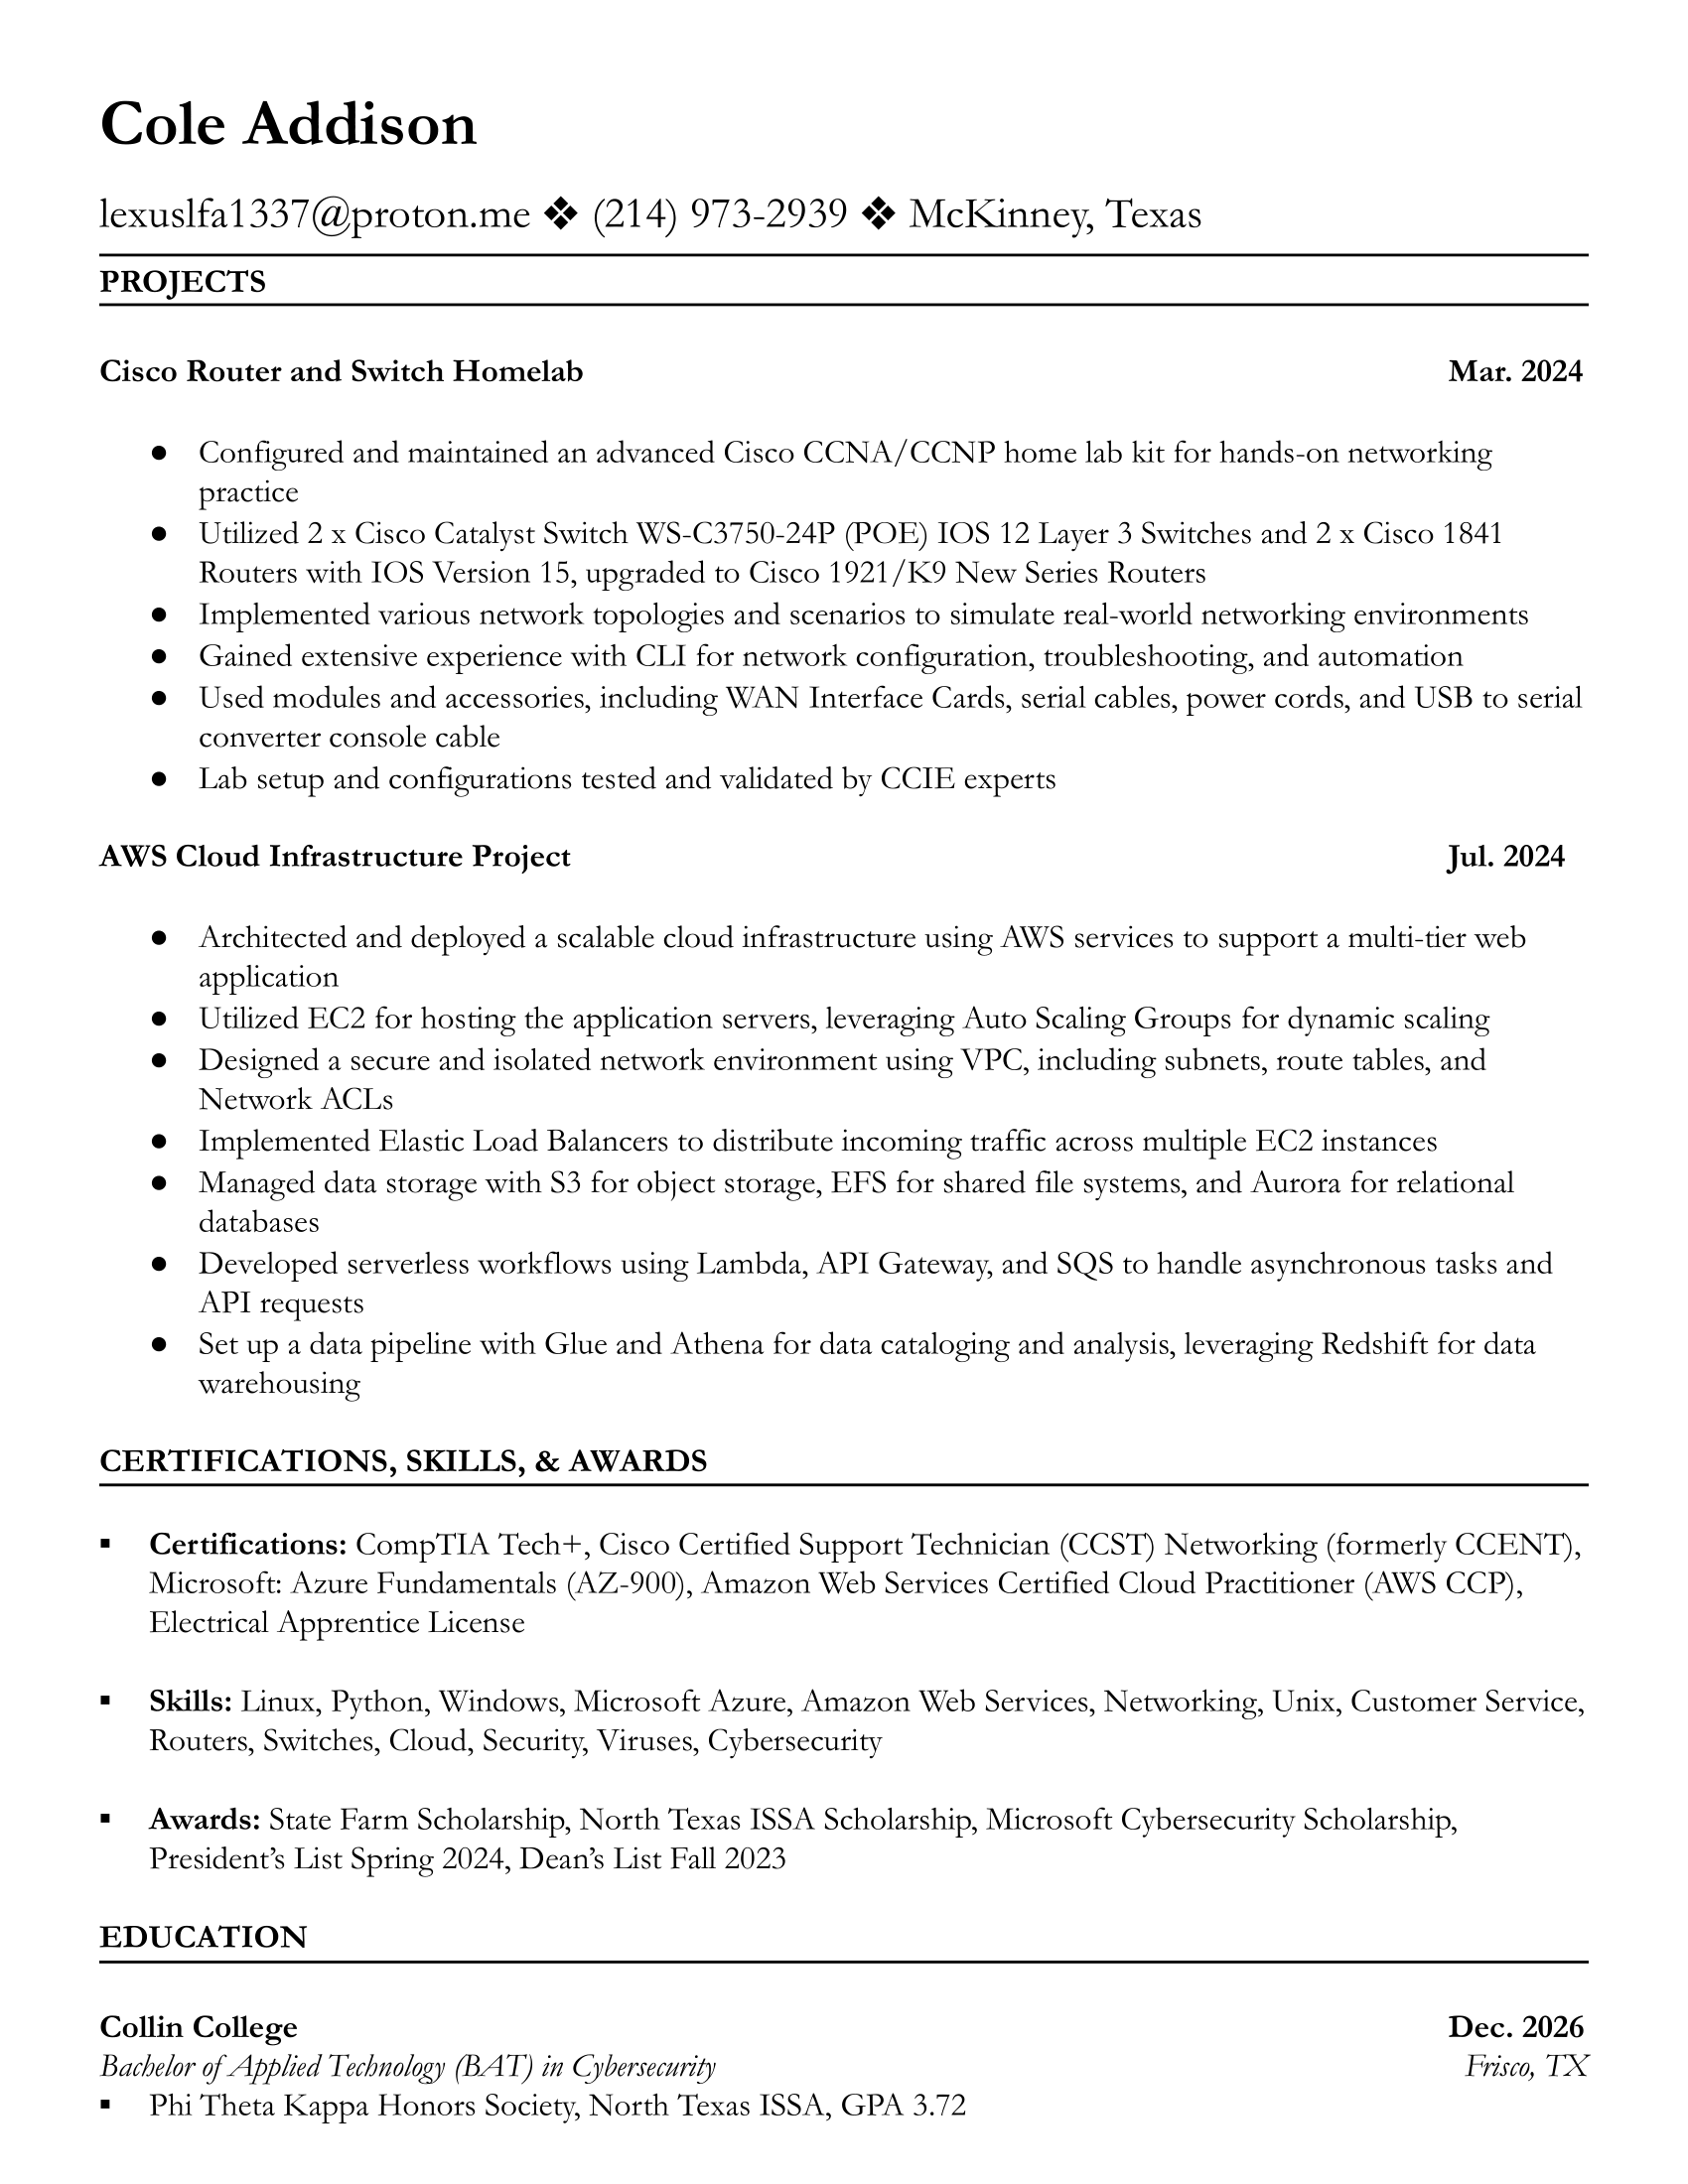 Cole Addison
lexuslfa1337@proton.me ❖ (214) 973-2939 ❖ McKinney, Texas
PROJECTS
Cisco Router and Switch Homelab Mar. 2024
● Configured and maintained an advanced Cisco CCNA/CCNP home lab kit for hands-on networking
practice
● Utilized 2 x Cisco Catalyst Switch WS-C3750-24P (POE) IOS 12 Layer 3 Switches and 2 x Cisco 1841
Routers with IOS Version 15, upgraded to Cisco 1921/K9 New Series Routers
● Implemented various network topologies and scenarios to simulate real-world networking environments
● Gained extensive experience with CLI for network configuration, troubleshooting, and automation
● Used modules and accessories, including WAN Interface Cards, serial cables, power cords, and USB to serial
converter console cable
● Lab setup and configurations tested and validated by CCIE experts
AWS Cloud Infrastructure Project Jul. 2024
● Architected and deployed a scalable cloud infrastructure using AWS services to support a multi-tier web
application
● Utilized EC2 for hosting the application servers, leveraging Auto Scaling Groups for dynamic scaling
● Designed a secure and isolated network environment using VPC, including subnets, route tables, and
Network ACLs
● Implemented Elastic Load Balancers to distribute incoming traffic across multiple EC2 instances
● Managed data storage with S3 for object storage, EFS for shared file systems, and Aurora for relational
databases
● Developed serverless workflows using Lambda, API Gateway, and SQS to handle asynchronous tasks and
API requests
● Set up a data pipeline with Glue and Athena for data cataloging and analysis, leveraging Redshift for data
warehousing
CERTIFICATIONS, SKILLS, & AWARDS
▪ Certifications: CompTIA Tech+, Cisco Certified Support Technician (CCST) Networking (formerly CCENT),
Microsoft: Azure Fundamentals (AZ-900), Amazon Web Services Certified Cloud Practitioner (AWS CCP),
Electrical Apprentice License
▪ Skills: Linux, Python, Windows, Microsoft Azure, Amazon Web Services, Networking, Unix, Customer Service,
Routers, Switches, Cloud, Security, Viruses, Cybersecurity
▪ Awards: State Farm Scholarship, North Texas ISSA Scholarship, Microsoft Cybersecurity Scholarship,
President’s List Spring 2024, Dean’s List Fall 2023
EDUCATION
Collin College Dec. 2026
Bachelor of Applied Technology (BAT) in Cybersecurity Frisco, TX
▪ Phi Theta Kappa Honors Society, North Texas ISSA, GPA 3.72